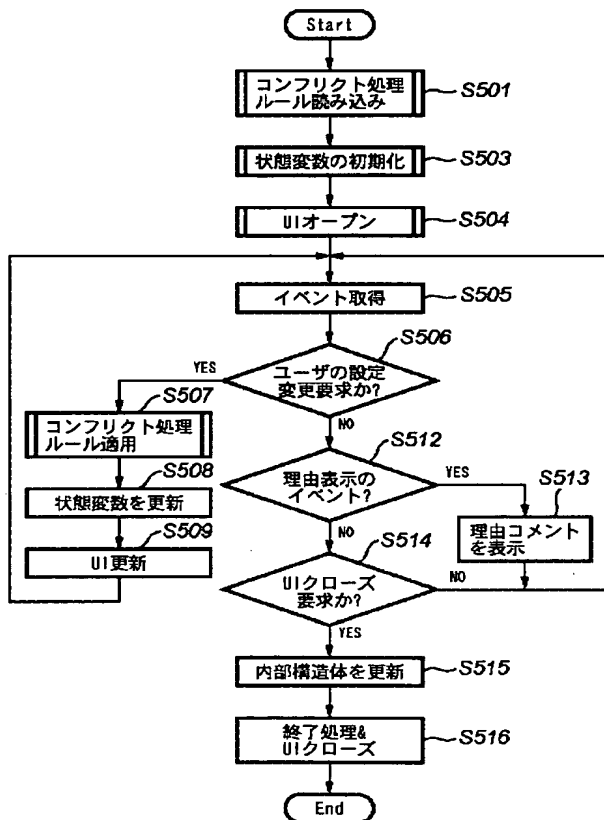 Start
コンフリクト処理
ルール読み込み
S501
状態変数の初期化
S503
UIオープン
S504
イベント取得
S505
S506
ユーザの設定
変更要求か?
YES
NO
S507
コンフリクト処理
ルール適用
S508
状態変数を更新
S509
UI更新
S512
理由表示の
イベント?
YES
NO
S513
理由コメント
を表示
S514
UIクローズ
要求か?
NO
YES
内部構造体を更新
S515
終了処理&
UIクローズ
S516
End